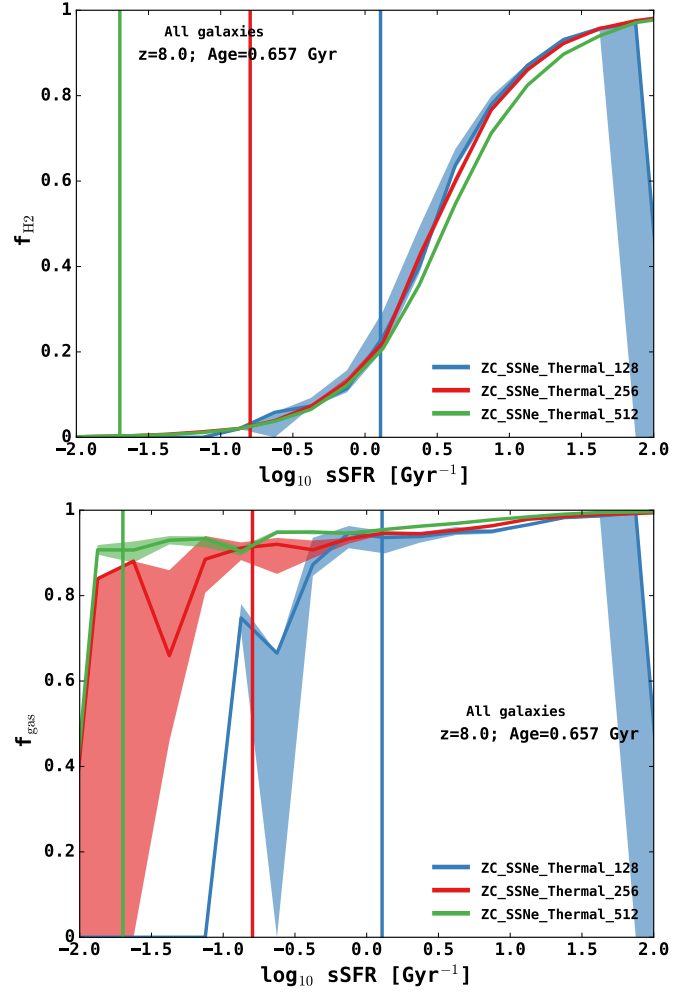 All galaxies
z=8.0; Age=0.657 Gyr
1
0.8
0.6
0.4
0.2
0
f_H2
ZC_SSNe_Thermal_128
ZC_SSNe_Thermal_256
ZC_SSNe_Thermal_512
−2.0 −1.5 −1.0 −0.5 0.0 0.5 1.0 1.5 2.0
log₁₀ sSFR [Gyr⁻¹]
1
0.8
0.6
0.4
0.2
0
f_gas
All galaxies
z=8.0; Age=0.657 Gyr
ZC_SSNe_Thermal_128
ZC_SSNe_Thermal_256
ZC_SSNe_Thermal_512
−2.0 −1.5 −1.0 −0.5 0.0 0.5 1.0 1.5 2.0
log₁₀ sSFR [Gyr⁻¹]